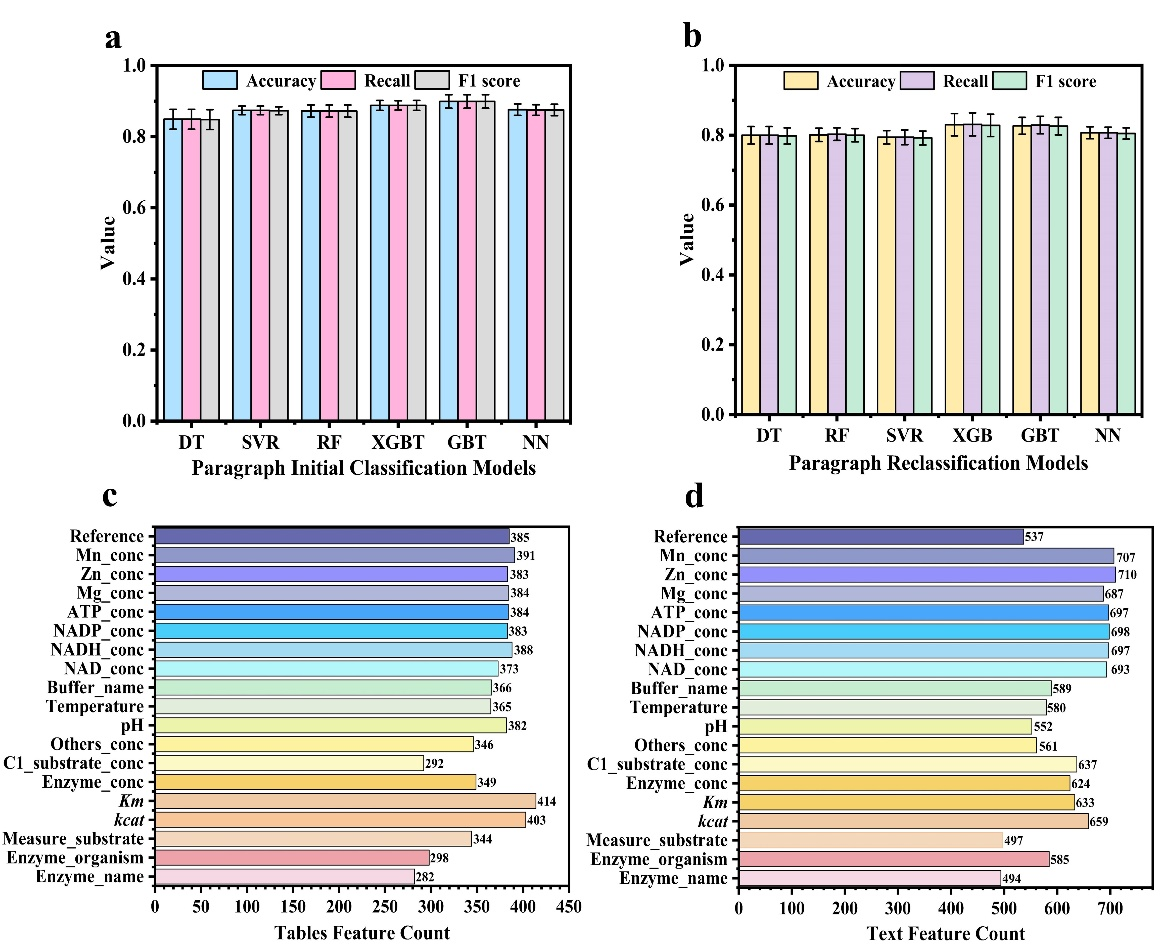 a
Accuracy Recall F1 score
1.0
0.8
0.6
0.4
0.2
0.0
Value
DT SVR RF XGBT GBT NN
Paragraph Initial Classification Models
b
Accuracy Recall F1 score
1.0
0.8
0.6
0.4
0.2
0.0
Value
DT RF SVR XGB GBT NN
Paragraph Reclassification Models
c
Reference 385
Mn_conc 391
Zn_conc 383
Mg_conc 384
ATP_conc 384
NADP_conc 383
NADH_conc 388
NAD_conc 373
Buffer_name 366
Temperature 365
pH 382
Others_conc 346
C1_substrate_conc 292
Enzyme_conc 349
Km 414
kcat 403
Measure_substrate 344
Enzyme_organism 298
Enzyme_name 282
0 50 100 150 200 250 300 350 400 450
Tables Feature Count
d
Reference 537
Mn_conc 707
Zn_conc 710
Mg_conc 687
ATP_conc 697
NADP_conc 698
NADH_conc 697
NAD_conc 693
Buffer_name 589
Temperature 580
pH 552
Others_conc 561
C1_substrate_conc 637
Enzyme_conc 624
Km 633
kcat 659
Measure_substrate 497
Enzyme_organism 585
Enzyme_name 494
0 100 200 300 400 500 600 700
Text Feature Count